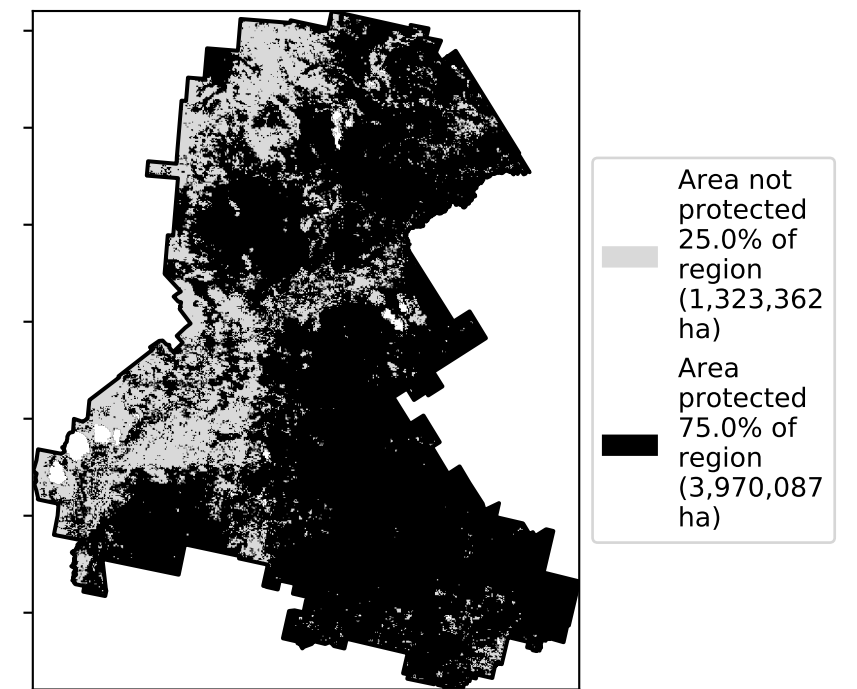 Area not
protected
25.0% of
region
(1,323,362
ha)
Area
protected
75.0% of
region
(3,970,087
ha)